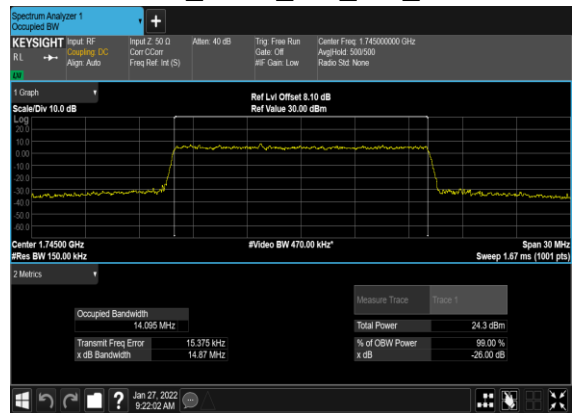 Spectrum Analyzer 1
Occupied BW
KEYSIGHT Input: RF Input Z: 50 Ω Atten: 40 dB Trig: Free Run Center Freq: 1.745000000 GHz
RL Coupling: DC Corr CCorr Gate: Off Avg|Hold: 500/500
Align: Auto Freq Ref: Int (S) #IF Gain: Low Radio Std: None
1 Graph
Ref Lvl Offset 8.10 dB
Scale/Div 10.0 dB Ref Value 30.00 dBm
Log
20.0
10.0
0.00
-10.0
-20.0
-30.0
-40.0
-50.0
-60.0
Center 1.74500 GHz #Video BW 470.00 kHz* Span 30 MHz
#Res BW 150.00 kHz Sweep 1.67 ms (1001 pts)
2 Metrics
Measure Trace Trace 1
Occupied Bandwidth
14.095 MHz Total Power 24.3 dBm
Transmit Freq Error 15.375 kHz % of OBW Power 99.00 %
x dB Bandwidth 14.87 MHz x dB -26.00 dB
Jan 27, 2022
9:22:02 AM